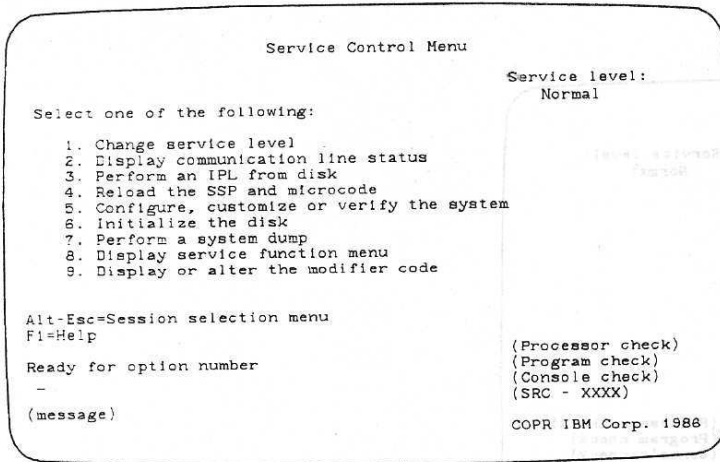 Service Control Menu
Service level:
Normal
Select one of the following:
1. Change service level
2. Display communication line status
3. Perform an IPL from disk
4. Reload the SSP and microcode
5. Configure, customize or verify the system
6. Initialize the disk
7. Perform a system dump
8. Display service function menu
9. Display or alter the modifier code
Alt-Esc=Session selection menu
F1=Help
Ready for option number
_
(message)
(Processor check)
(Program check)
(Console check)
(SRC - XXXX)
COPR IBM Corp. 1986